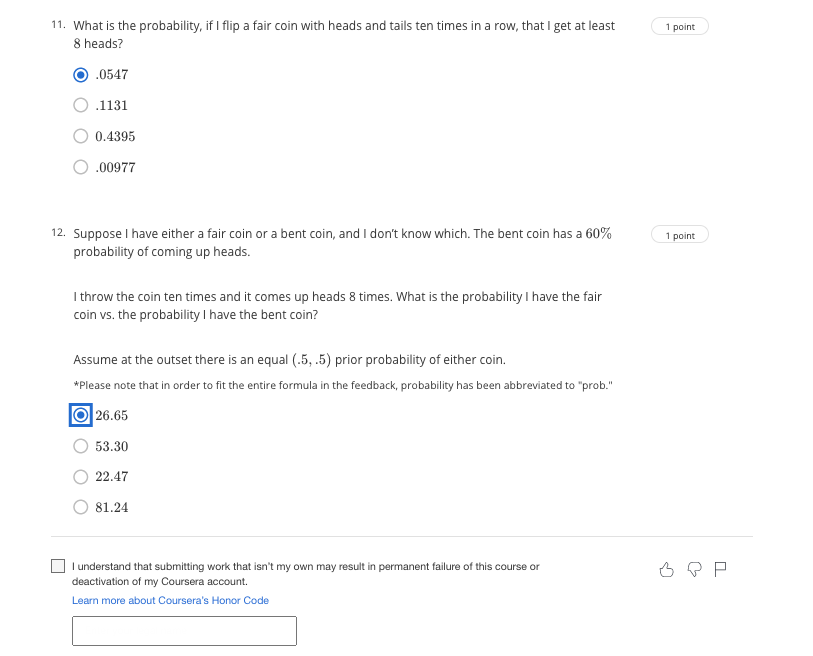 11. What is the probability, if I flip a fair coin with heads and tails ten times in a row, that I get at least
8 heads?
1 point
.0547
.1131
0.4395
.00977
12. Suppose I have either a fair coin or a bent coin, and I don't know which. The bent coin has a 60%
probability of coming up heads.
1 point
I throw the coin ten times and it comes up heads 8 times. What is the probability I have the fair
coin vs. the probability I have the bent coin?
Assume at the outset there is an equal (.5, .5) prior probability of either coin.
*Please note that in order to fit the entire formula in the feedback, probability has been abbreviated to "prob."
26.65
53.30
22.47
81.24
I understand that submitting work that isn't my own may result in permanent failure of this course or
deactivation of my Coursera account.
Learn more about Coursera's Honor Code